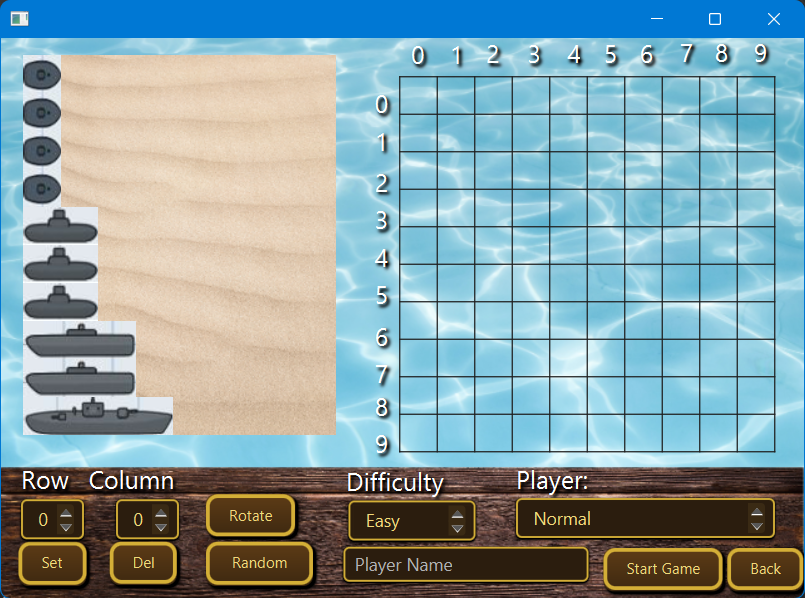 0 1 2 3 4 5 6 7 8 9
0
1
2
3
4
5
6
7
8
9
Row Column Difficulty Player:
0 0 Rotate Easy Normal
Set Del Random Player Name Start Game Back